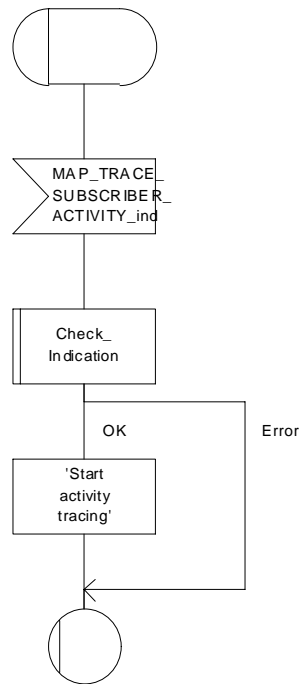 MAP_TRACE_
SUBSCRIBER_
ACTIVITY_ind
Check_
Indication
OK
Error
'Start
activity
tracing'